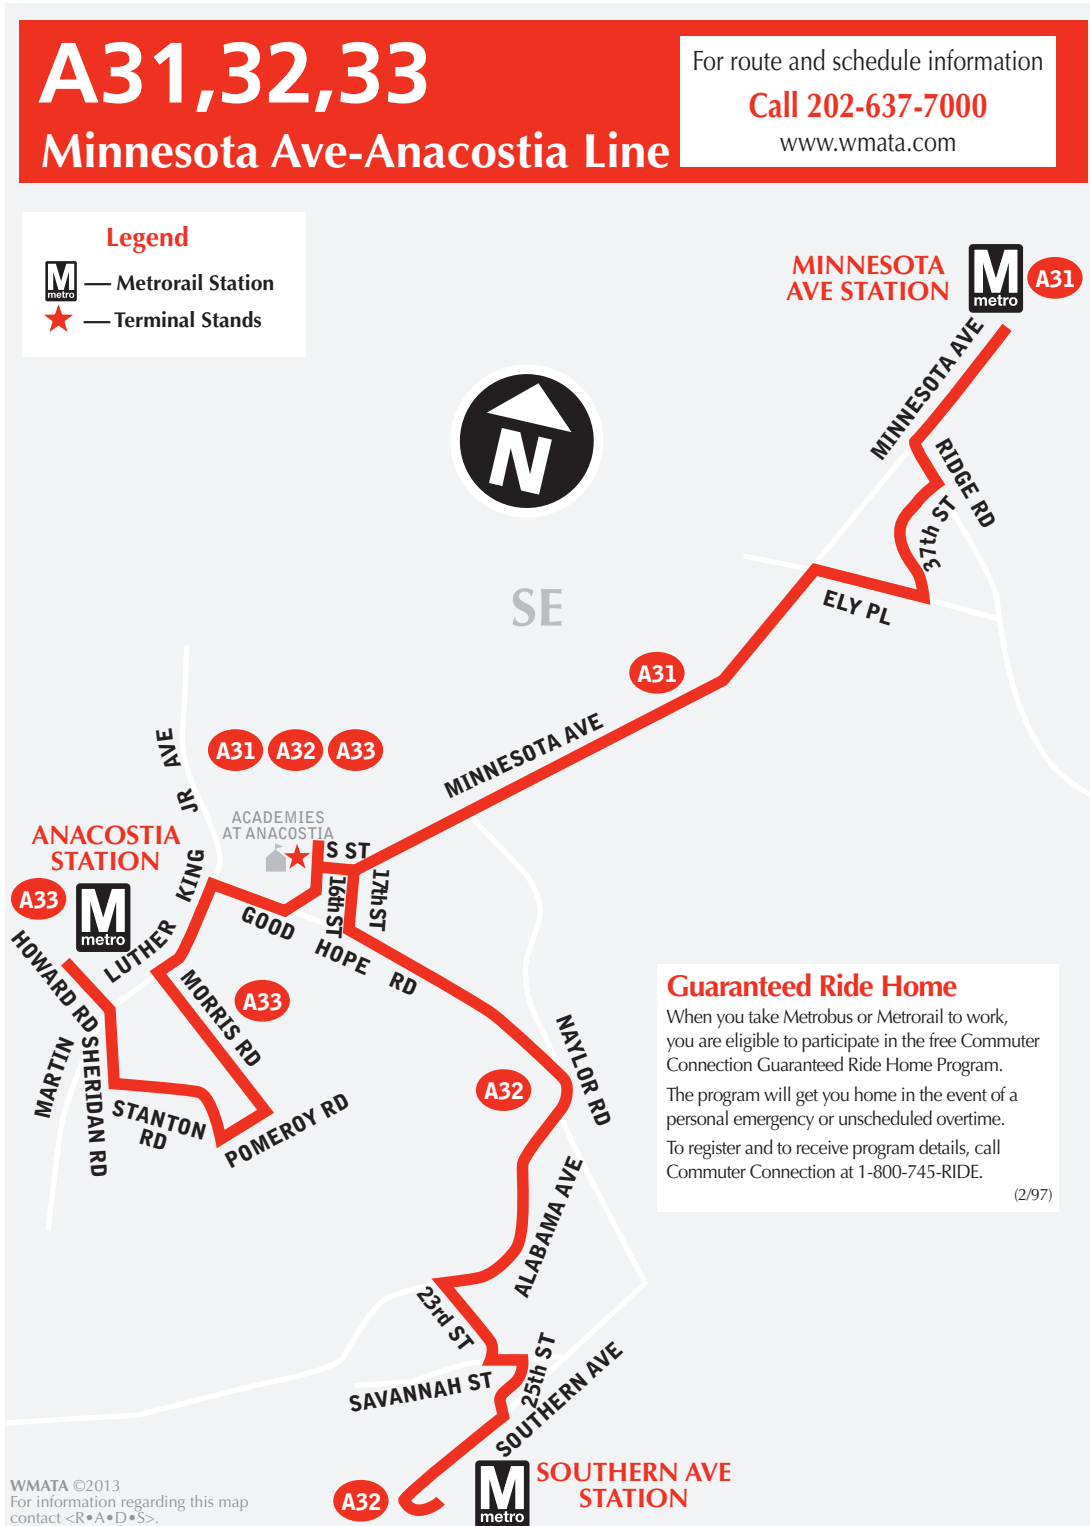 A31,32,33
Minnesota Ave-Anacostia Line
For route and schedule information
Call 202-637-7000
www.wmata.com
Legend
M
metro
— Metrorail Station
— Terminal Stands
MINNESOTA
AVE STATION
M
metro
A31
MINNESOTA AVE
RIDGE RD
37th ST
ELY PL
N
SE
A31
MINNESOTA AVE
A31
A32
A33
ACADEMIES
AT ANACOSTIA
S ST
16th ST
17th ST
ANACOSTIA
STATION
A33
M
metro
MARTIN LUTHER KING JR AVE
HOWARD RD
GOOD HOPE RD
MORRIS RD
A33
SHERIDAN RD
STANTON
RD
POMEROY RD
NAYLOR RD
A32
ALABAMA AVE
23rd ST
25th ST
SAVANNAH ST
SOUTHERN AVE
Guaranteed Ride Home
When you take Metrobus or Metrorail to work,
you are eligible to participate in the free Commuter
Connection Guaranteed Ride Home Program.
The program will get you home in the event of a
personal emergency or unscheduled overtime.
To register and to receive program details, call
Commuter Connection at 1-800-745-RIDE.
(2/97)
A32
M
metro
SOUTHERN AVE
STATION
WMATA ©2013
For information regarding this map
contact <R•A•D•S>.